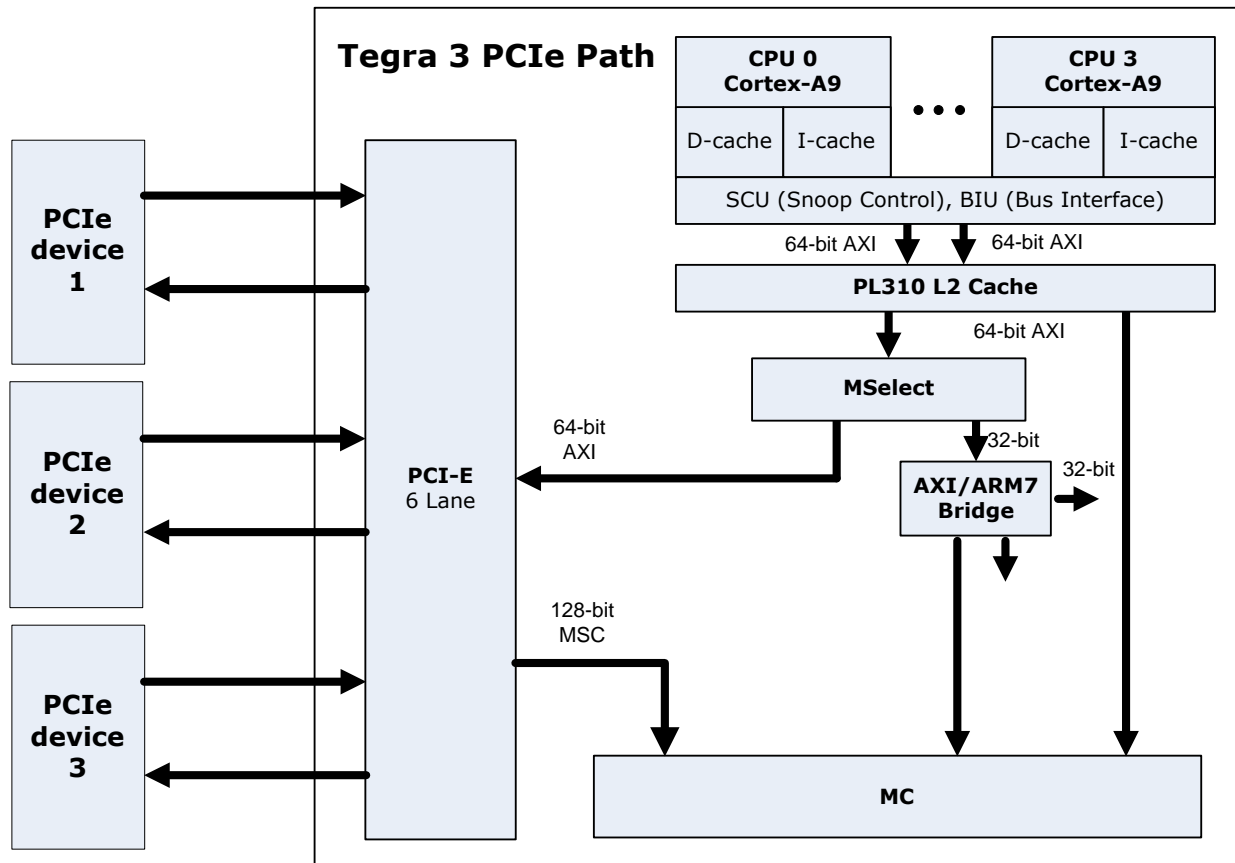 Tegra 3 PCIe Path
CPU 0
Cortex-A9
D-cache
I-cache
CPU 3
Cortex-A9
D-cache
I-cache
SCU (Snoop Control), BIU (Bus Interface)
64-bit AXI
64-bit AXI
PL310 L2 Cache
64-bit AXI
MSelect
32-bit
AXI/ARM7
Bridge
32-bit
64-bit
AXI
PCI-E
6 Lane
128-bit
MSC
MC
PCIe
device
1
PCIe
device
2
PCIe
device
3